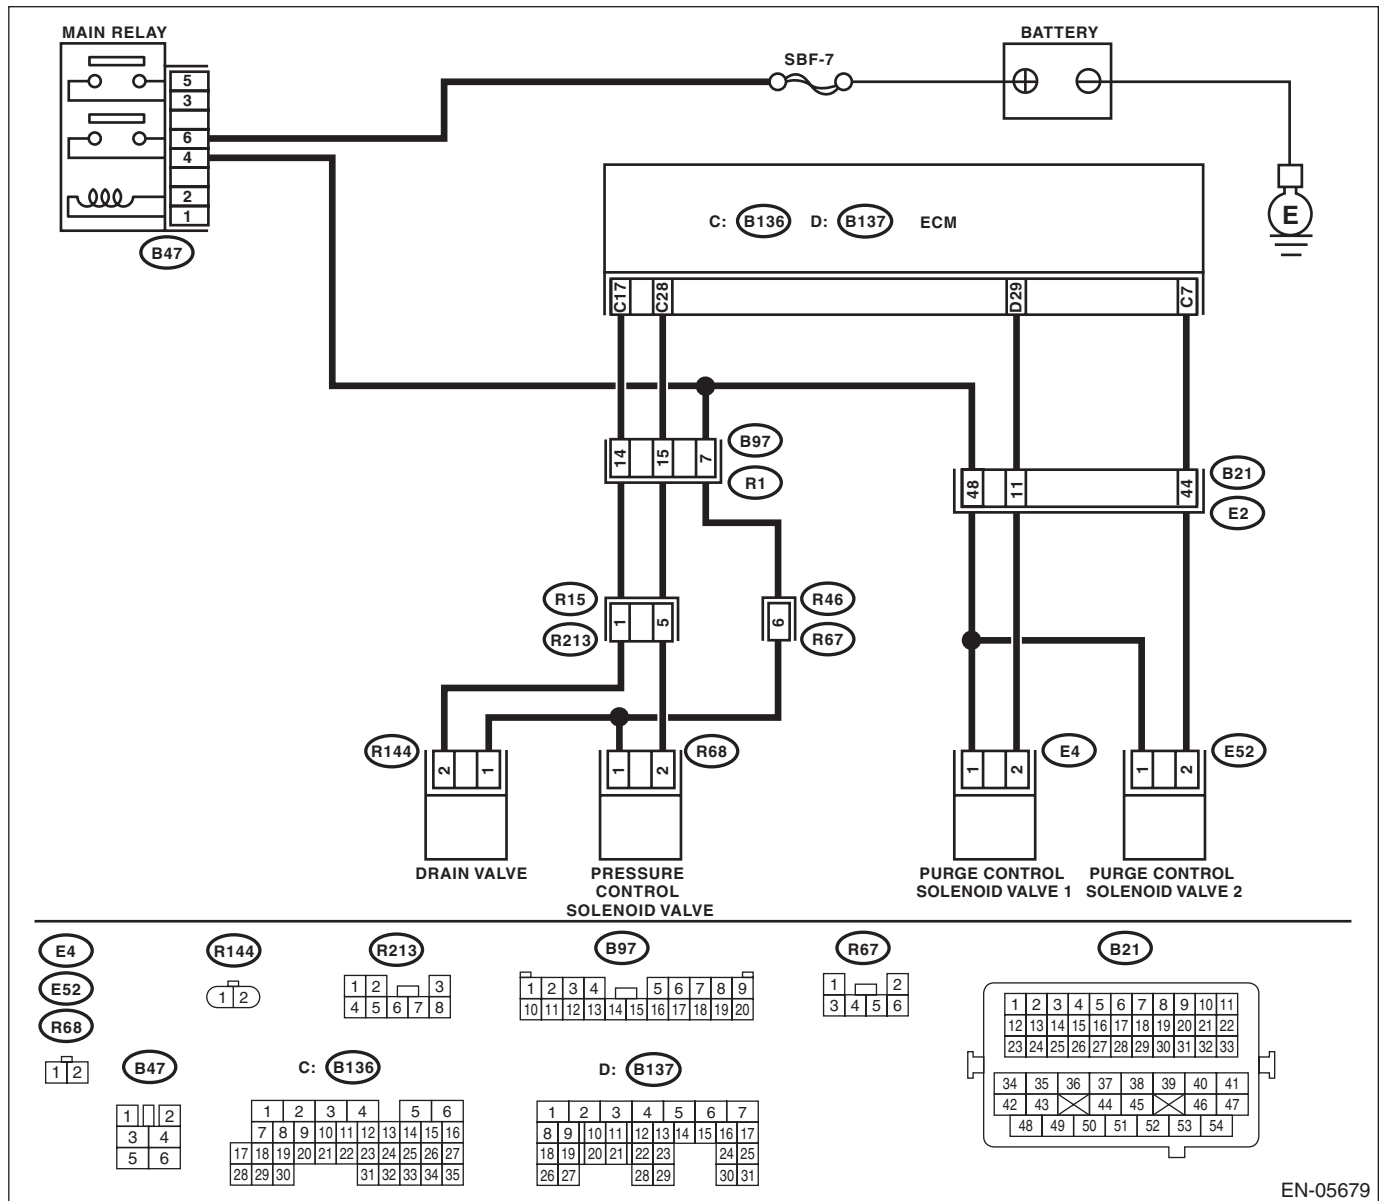 MAIN RELAY
BATTERY
SBF-7
5
3
6
4
2
1
B47
E
C: B136 D: B137 ECM
C17
C28
D29
C7
14
15
7
B97
R1
48
11
44
B21
E2
R15
R213
1
5
6
R46
R67
R144
2
1
1
2
R68
1
2
E4
1
2
E52
DRAIN VALVE
PRESSURE
CONTROL
SOLENOID VALVE
PURGE CONTROL
SOLENOID VALVE 1
PURGE CONTROL
SOLENOID VALVE 2
E4
E52
R68
1 2
R144
1 2
R213
1 2 3
4 5 6 7 8
B97
1 2 3 4 5 6 7 8 9
10 11 12 13 14 15 16 17 18 19 20
R67
1 2
3 4 5 6
B21
1 2 3 4 5 6 7 8 9 10 11
12 13 14 15 16 17 18 19 20 21 22
23 24 25 26 27 28 29 30 31 32 33
34 35 36 37 38 39 40 41
42 43 44 45 46 47
48 49 50 51 52 53 54
B47
1 2
3 4
5 6
C: B136
1 2 3 4 5 6
7 8 9 10 11 12 13 14 15 16
17 18 19 20 21 22 23 24 25 26 27
28 29 30 31 32 33 34 35
D: B137
1 2 3 4 5 6 7
8 9 10 11 12 13 14 15 16 17
18 19 20 21 22 23 24 25
26 27 28 29 30 31
EN-05679